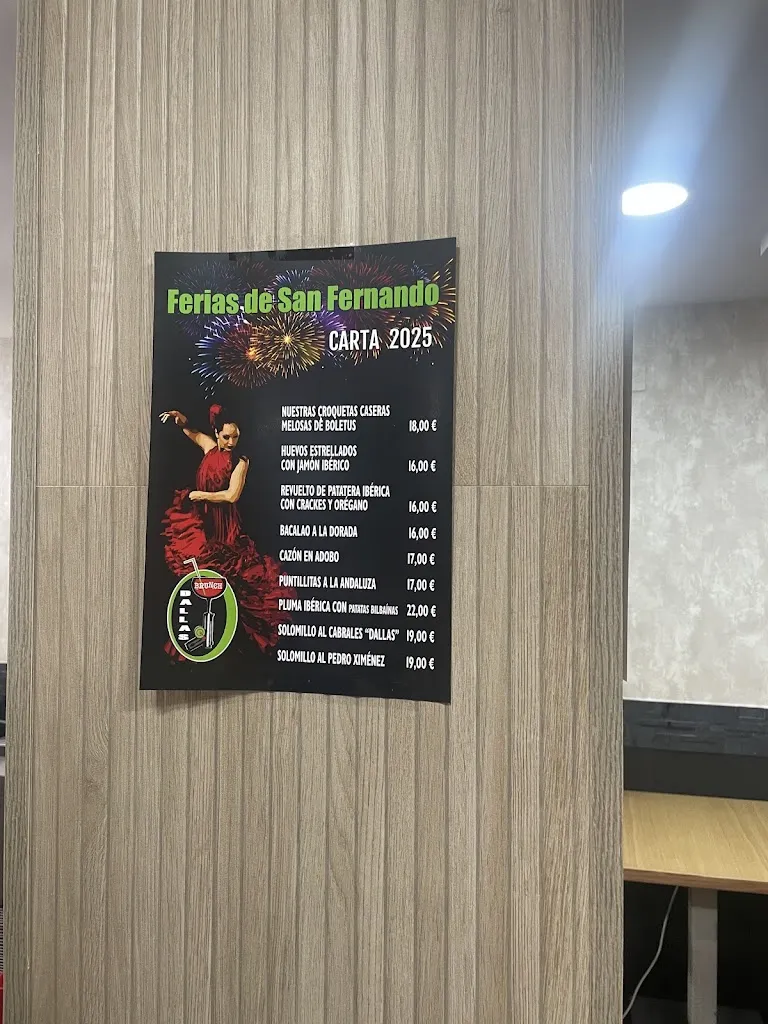 Ferias de San Fernando
CARTA 2025
NUESTRAS CROQUETAS CASERAS
MELOSAS DE BOLETUS 18,00 €
HUEVOS ESTRELLADOS
CON JAMÓN IBÉRICO 16,00 €
REVUELTO DE PATATERA IBÉRICA
CON CRACKES Y ORÉGANO 16,00 €
BACALAO A LA DORADA 16,00 €
CAZÓN EN ADOBO 17,00 €
PUNTILLITAS A LA ANDALUZA 17,00 €
PLUMA IBÉRICA CON PATATAS BILBAÍNAS 22,00 €
SOLOMILLO AL CABRALES "DALLAS" 19,00 €
SOLOMILLO AL PEDRO XIMÉNEZ 19,00 €
BRUNCH
DALLAS